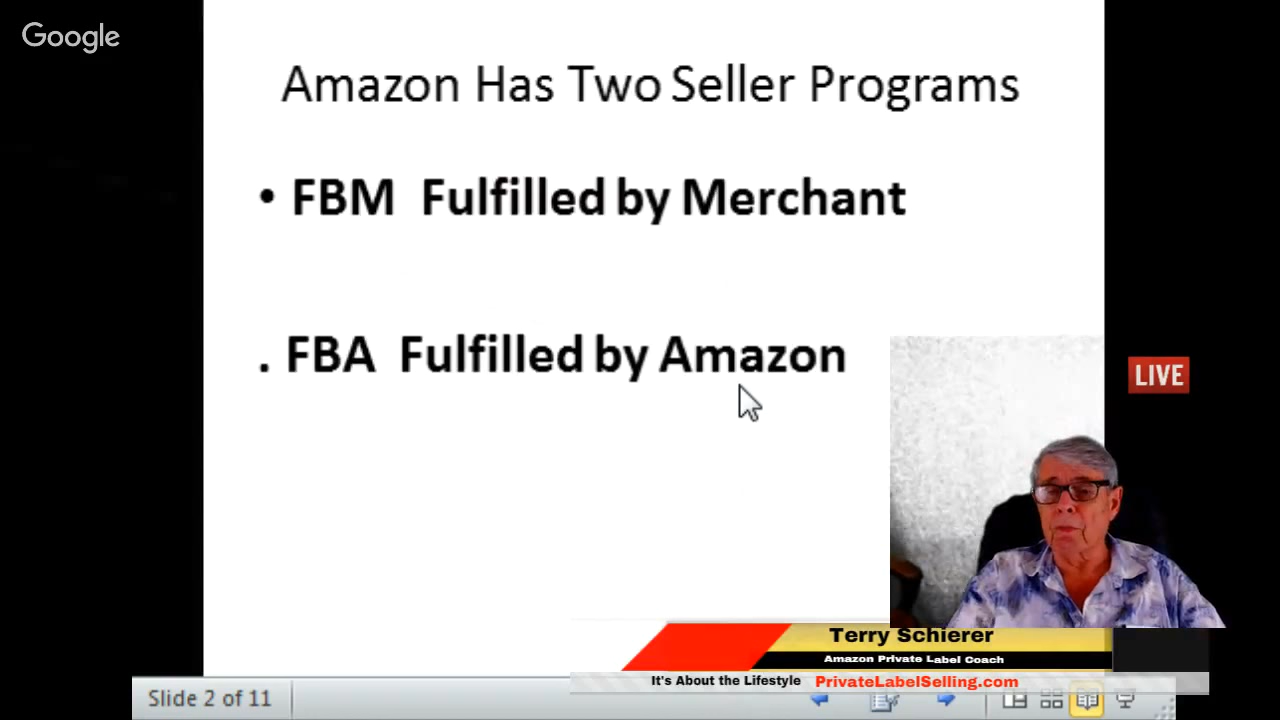 Google
Amazon Has Two Seller Programs
• FBM Fulfilled by Merchant
. FBA Fulfilled by Amazon
LIVE
Terry Schierer
Amazon Private Label Coach
It's About the Lifestyle PrivateLabelSelling.com
Slide 2 of 11